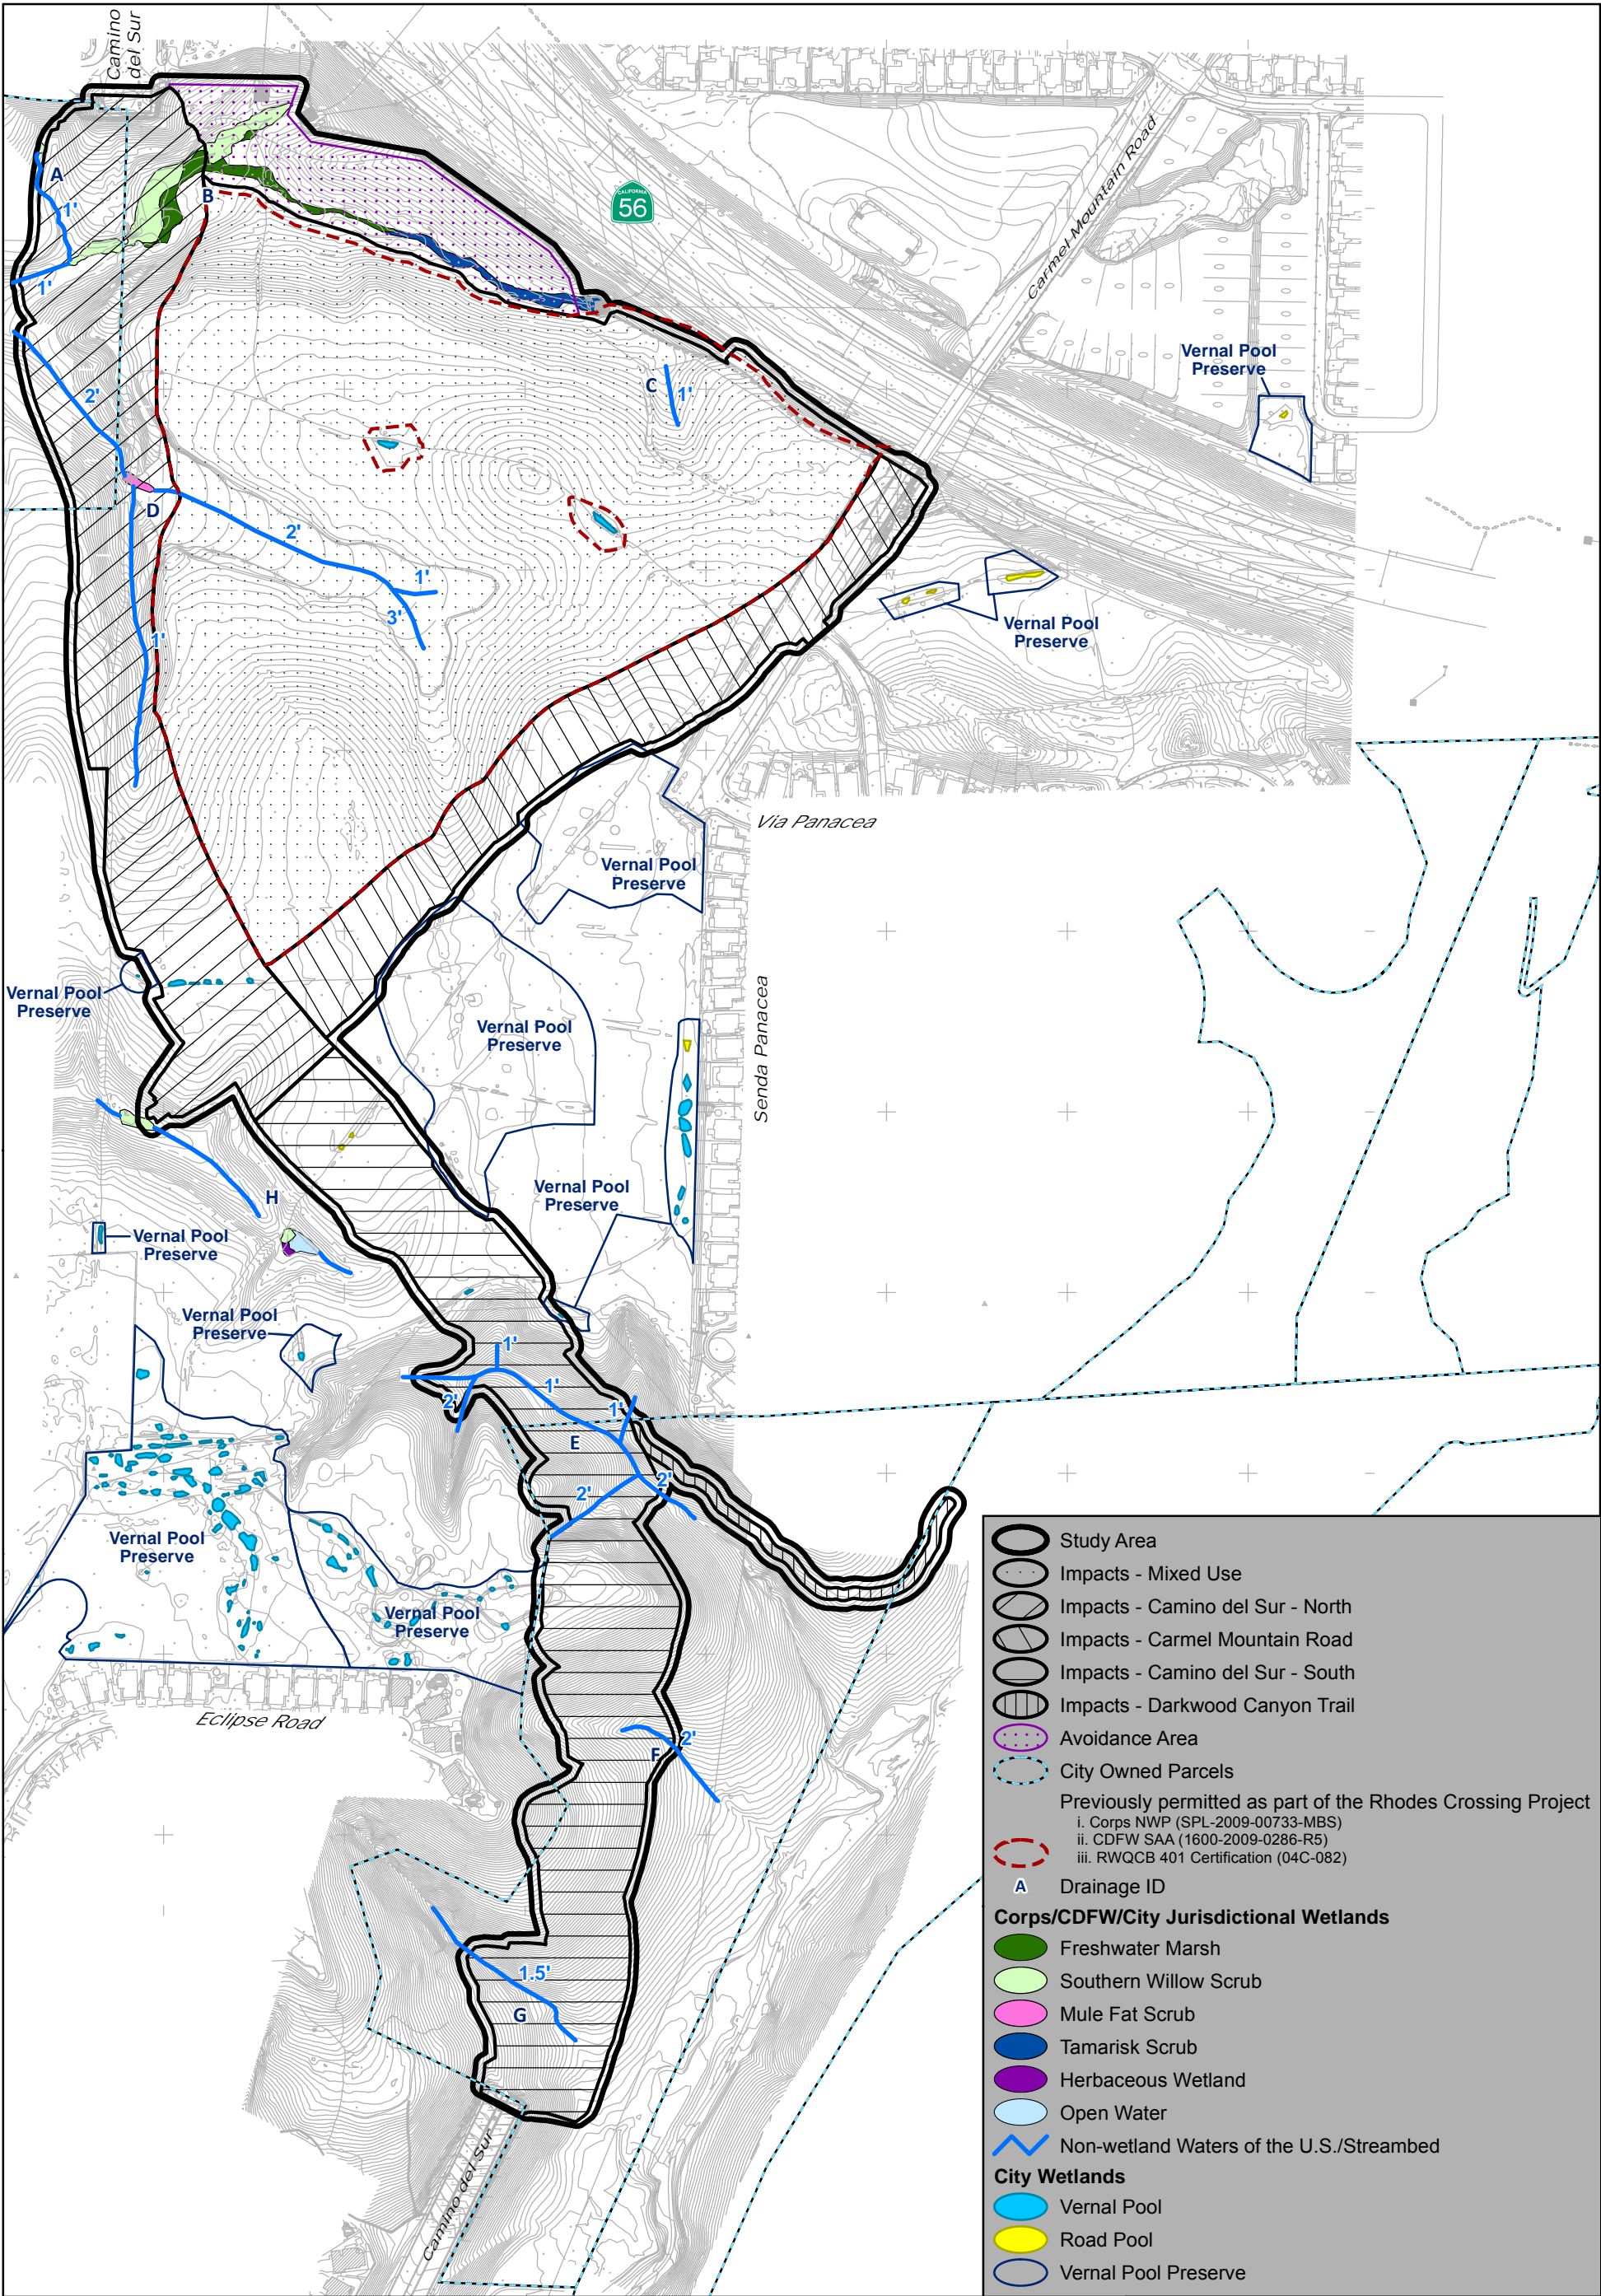 Camino
del Sur
CALIFORNIA
56
Carmel Mountain Road
A
1'
B
1'
2'
C
1'
Vernal Pool
Preserve
D
2'
1'
3'
1'
Vernal Pool
Preserve
Via Panacea
Vernal Pool
Preserve
Vernal Pool
Preserve
Vernal Pool
Preserve
Senda Panacea
H
Vernal Pool
Preserve
Vernal Pool
Preserve
Vernal Pool
Preserve
1'
1'
2'
1'
E
2'
2'
Vernal Pool
Preserve
Vernal Pool
Preserve
Eclipse Road
2'
F
1.5'
G
Camino del Sur
Study Area
Impacts - Mixed Use
Impacts - Camino del Sur - North
Impacts - Carmel Mountain Road
Impacts - Camino del Sur - South
Impacts - Darkwood Canyon Trail
Avoidance Area
City Owned Parcels
Previously permitted as part of the Rhodes Crossing Project
i. Corps NWP (SPL-2009-00733-MBS)
ii. CDFW SAA (1600-2009-0286-R5)
iii. RWQCB 401 Certification (04C-082)
A Drainage ID
Corps/CDFW/City Jurisdictional Wetlands
Freshwater Marsh
Southern Willow Scrub
Mule Fat Scrub
Tamarisk Scrub
Herbaceous Wetland
Open Water
Non-wetland Waters of the U.S./Streambed
City Wetlands
Vernal Pool
Road Pool
Vernal Pool Preserve